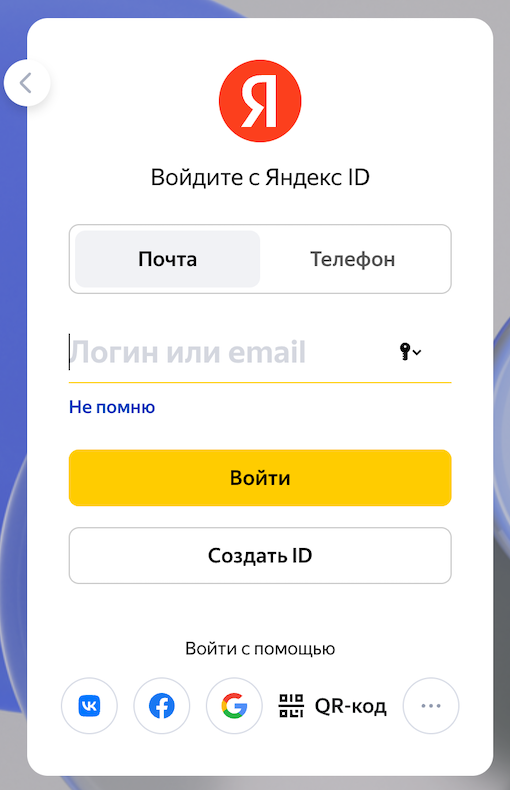 Я
Войдите с Яндекс ID
Почта Телефон
Логин или email
Не помню
Войти
Создать ID
Войти с помощью
QR-код